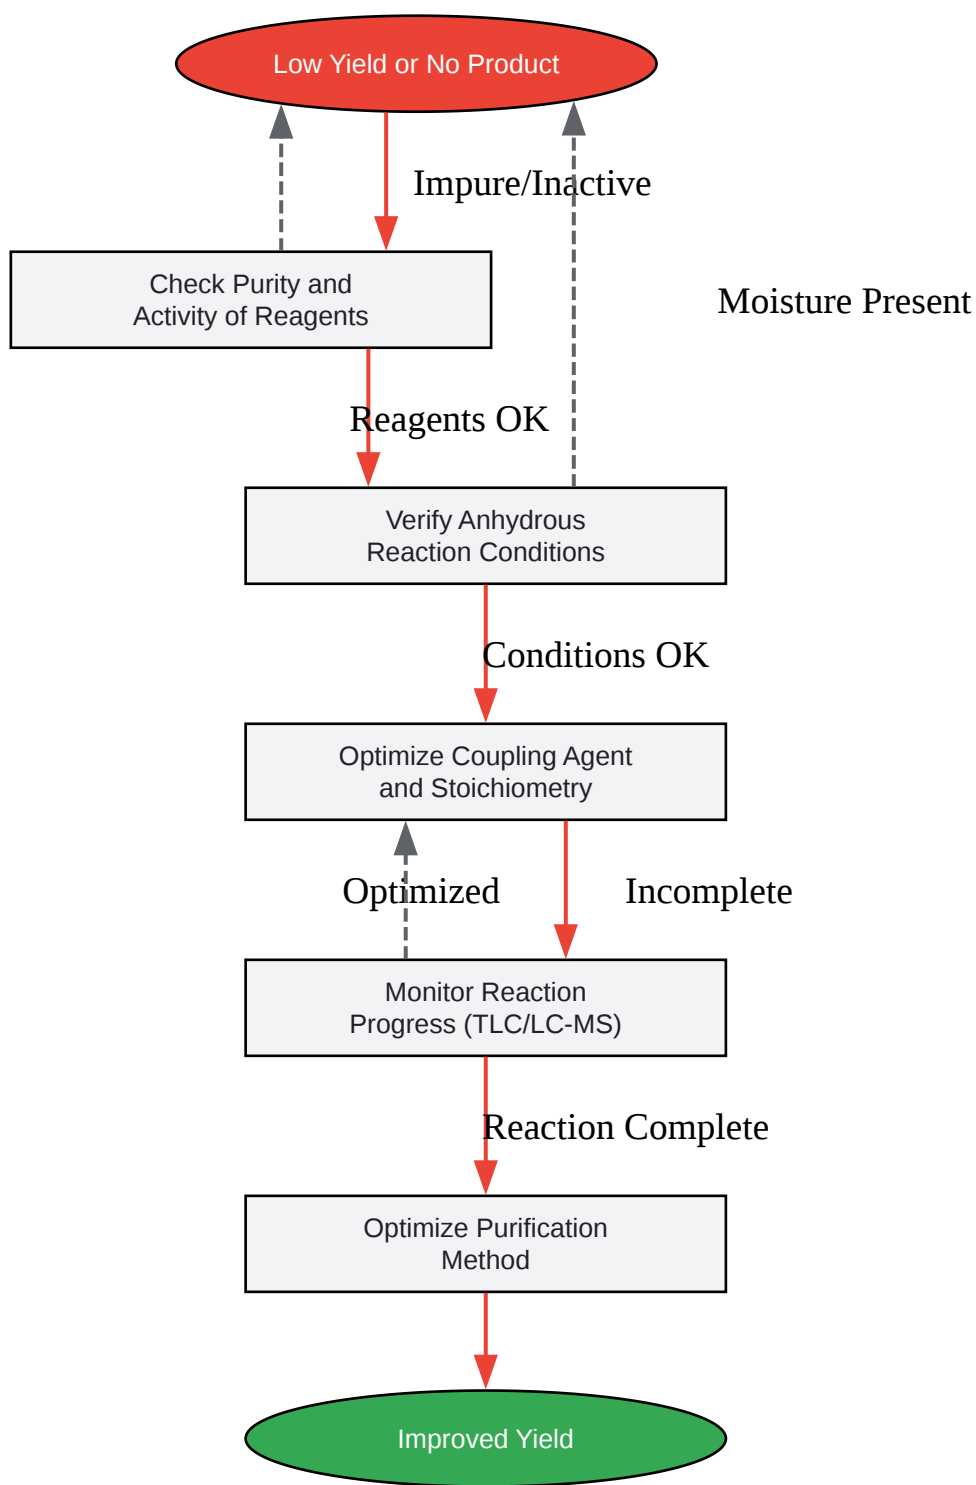 Low Yield or No Product
Impure/Inactive
Check Purity and
Activity of Reagents
Moisture Present
Reagents OK
Verify Anhydrous
Reaction Conditions
Conditions OK
Optimize Coupling Agent
and Stoichiometry
Optimized
Incomplete
Monitor Reaction
Progress (TLC/LC-MS)
Reaction Complete
Optimize Purification
Method
Improved Yield